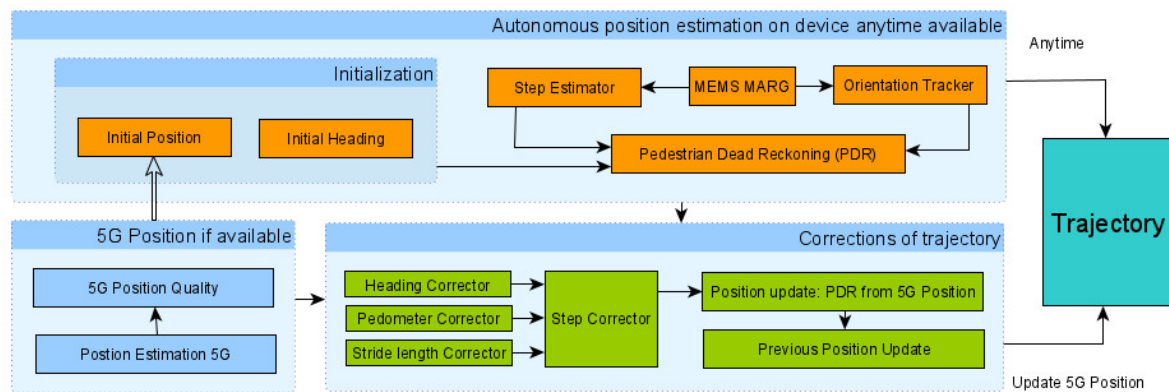 Autonomous position estimation on device anytime available
Anytime
Initialization
Step Estimator
MEMS MARG
Orientation Tracker
Initial Position
Initial Heading
Pedestrian Dead Reckoning (PDR)
Trajectory
5G Position if available
Corrections of trajectory
5G Position Quality
Heading Corrector
Position update: PDR from 5G Position
Pedometer Corrector
Step Corrector
Postion Estimation 5G
Stride length Corrector
Previous Position Update
Update 5G Position